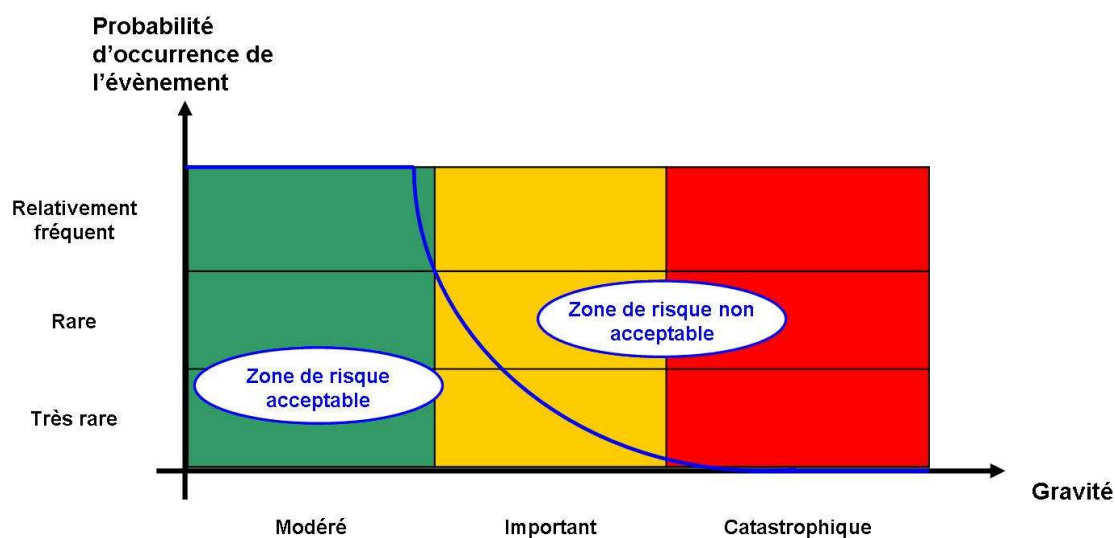 Probabilité
d'occurrence de
l'évènement
Relativement
fréquent
Rare
Très rare
Zone de risque non
acceptable
Zone de risque
acceptable
Gravité
Modéré
Important
Catastrophique